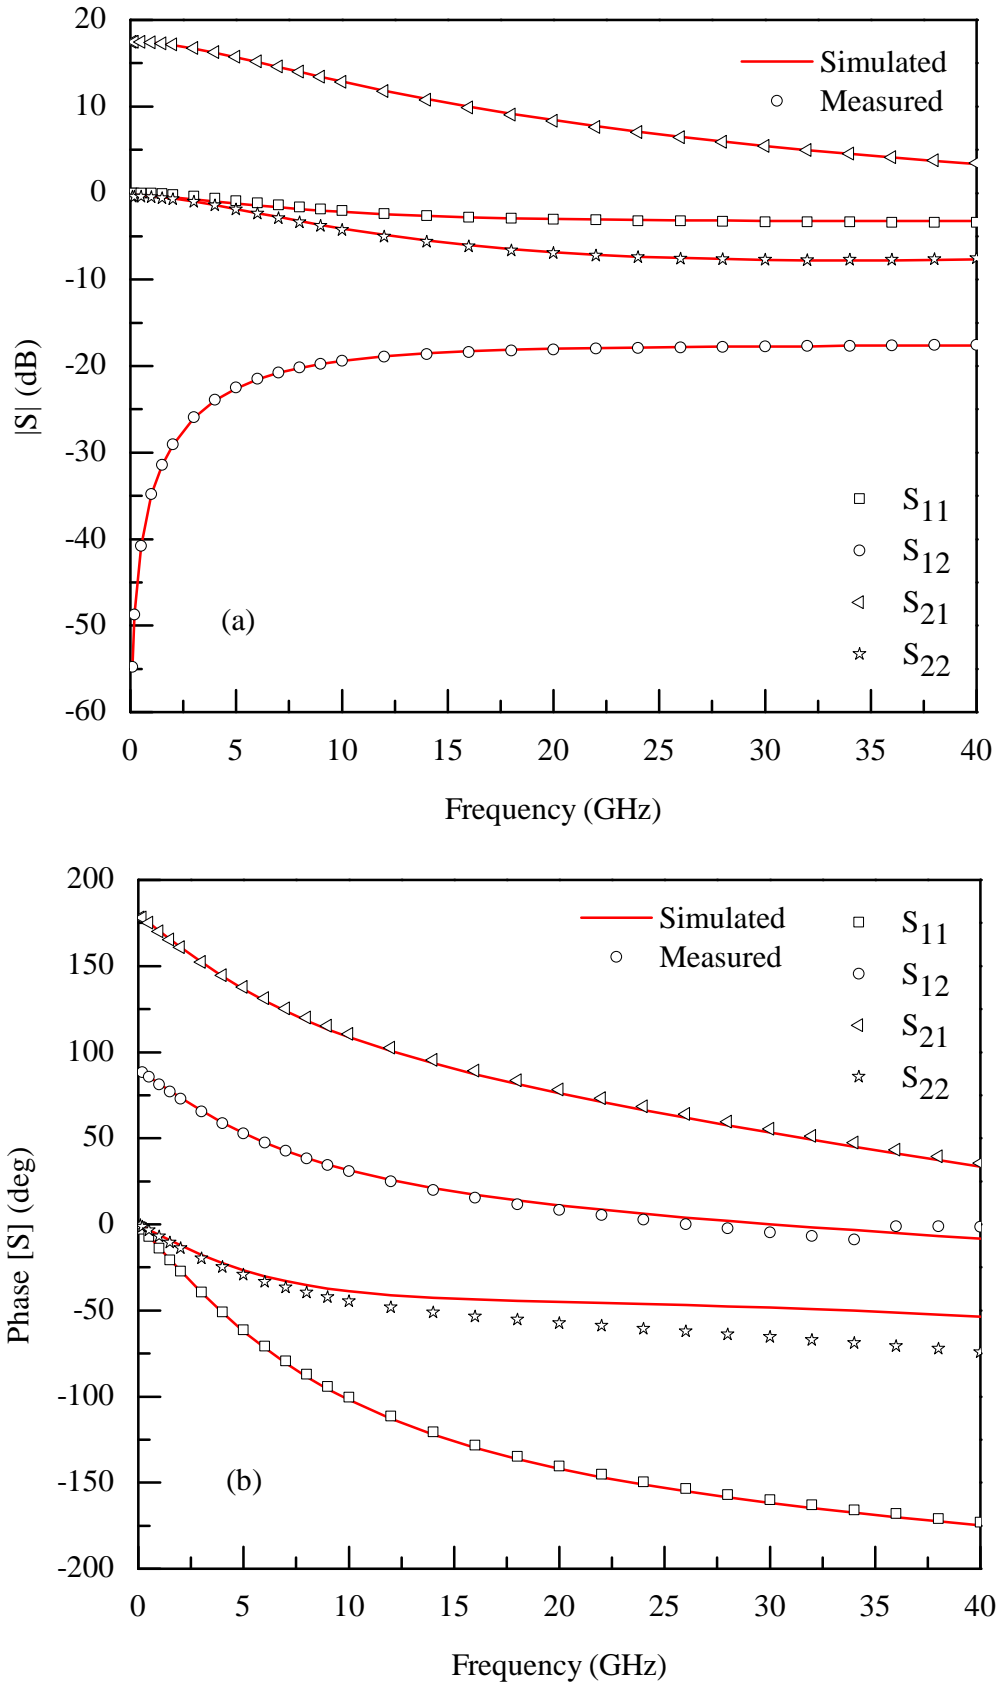 20
10
0
-10
-20
-30
-40
-50
-60
|S| (dB)
Simulated
Measured
S11
S12
S21
S22
(a)
0 5 10 15 20 25 30 35 40
Frequency (GHz)
200
150
100
50
0
-50
-100
-150
-200
Phase [S] (deg)
Simulated
Measured
S11
S12
S21
S22
(b)
0 5 10 15 20 25 30 35 40
Frequency (GHz)